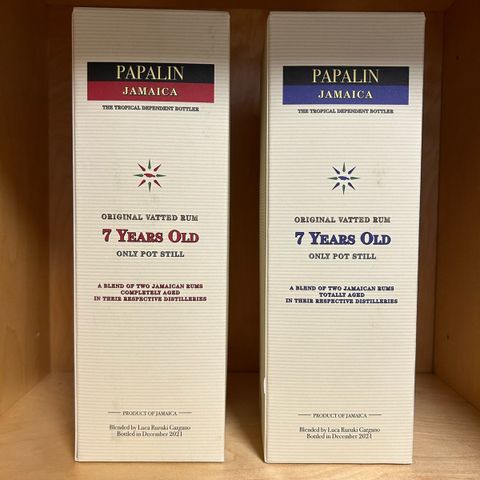 PAPALIN
JAMAICA
THE TROPICAL DEPENDENT BOTTLER
ORIGINAL VATTED RUM
7 YEARS OLD
ONLY POT STILL
A BLEND OF TWO JAMAICAN RUMS
COMPLETELY AGED
IN THEIR RESPECTIVE DISTILLERIES
PRODUCT OF JAMAICA
Blended by Luca Ruruki Gargano
Bottled in December 2021
PAPALIN
JAMAICA
THE TROPICAL DEPENDENT BOTTLER
ORIGINAL VATTED RUM
7 YEARS OLD
ONLY POT STILL
A BLEND OF TWO JAMAICAN RUMS
TOTALLY AGED
IN THEIR RESPECTIVE DISTILLERIES
PRODUCT OF JAMAICA
Blended by Luca Ruruki Gargano
Bottled in December 2021